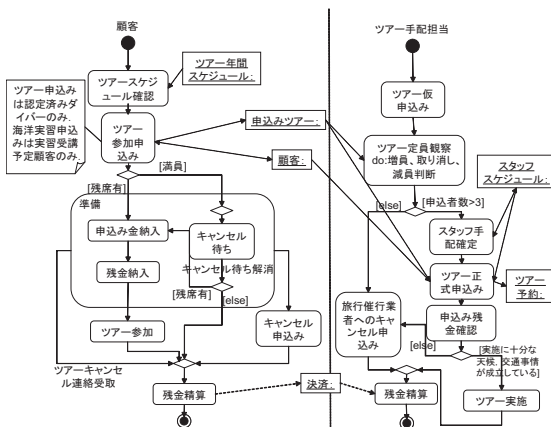 顧客
ツアー手配担当
ツアースケジ
ュール確認
ツアー年間
スケジュール:
ツアー申込み
は認定済みダ
イバーのみ.
海洋実習申込
みは実習受講
予定顧客のみ.
ツアー
参加申
込み
申込みツアー:
顧客:
[満員]
[残席有]
準備
申込み金納入
キャンセル
待ち
キャンセル待ち解消
残金納入
[残席有]
[else]
ツアー参加
キャンセル
申込み
ツアーキャンセ
ル連絡受取
残金精算
決済:
ツアー仮
申込み
ツアー定員観察
do:増員、取り消し、
減員判断
スタッフ
スケジュール:
[else]
[申込者数>3]
スタッフ手
配確定
ツアー正
式申込み
ツアー
予約:
旅行催行業
者へのキャ
ンセル申
込み
申込み残
金確認
[else]
[実施に十分な
天候、交通事情
が成立している]
ツアー実施
残金精算